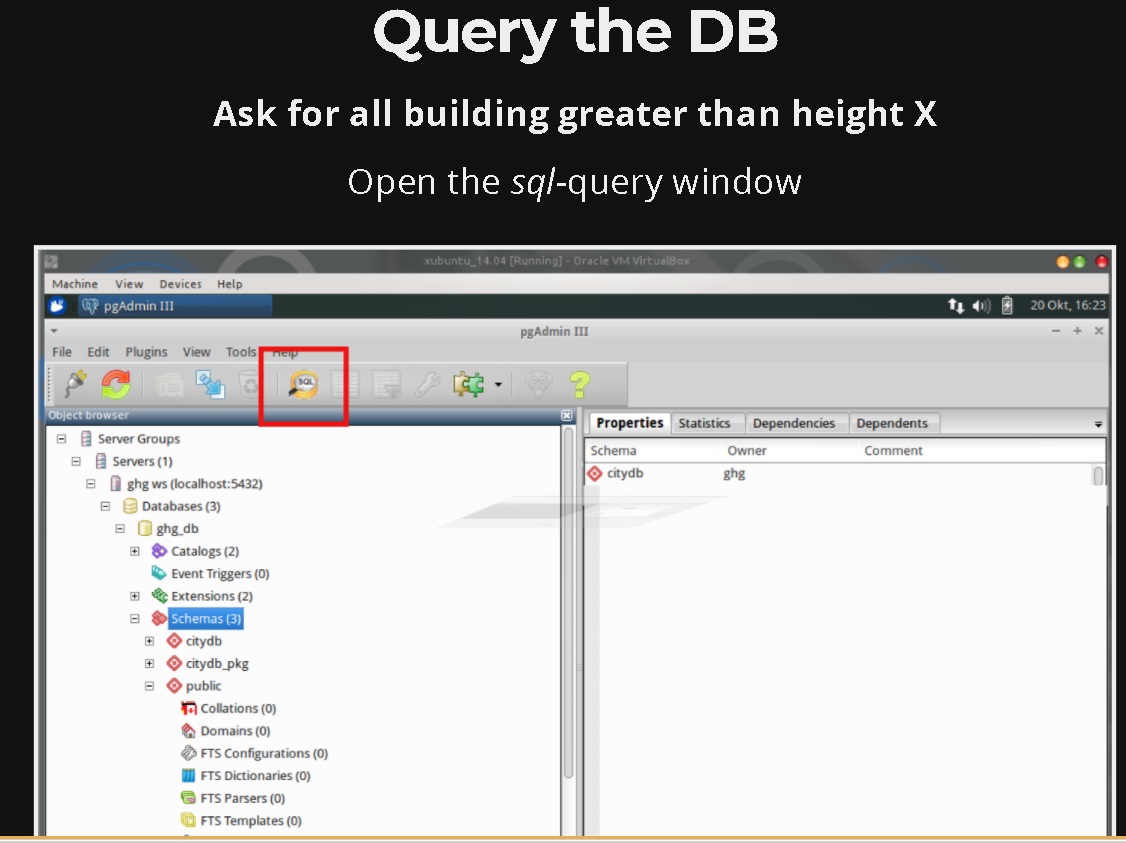 Query the DB
Ask for all building greater than height X
Open the sql-query window
xubuntu_14.04 [Running] - Oracle VM VirtualBox
Machine View Devices Help
pgAdmin III 20 Okt, 16:23
pgAdmin III
File Edit Plugins View Tools Help
SQL
Object browser
Properties Statistics Dependencies Dependents
Schema Owner Comment
citydb ghg
Server Groups
Servers (1)
ghg ws (localhost:5432)
Databases (3)
ghg_db
Catalogs (2)
Event Triggers (0)
Extensions (2)
Schemas (3)
citydb
citydb_pkg
public
Collations (0)
Domains (0)
FTS Configurations (0)
FTS Dictionaries (0)
FTS Parsers (0)
FTS Templates (0)